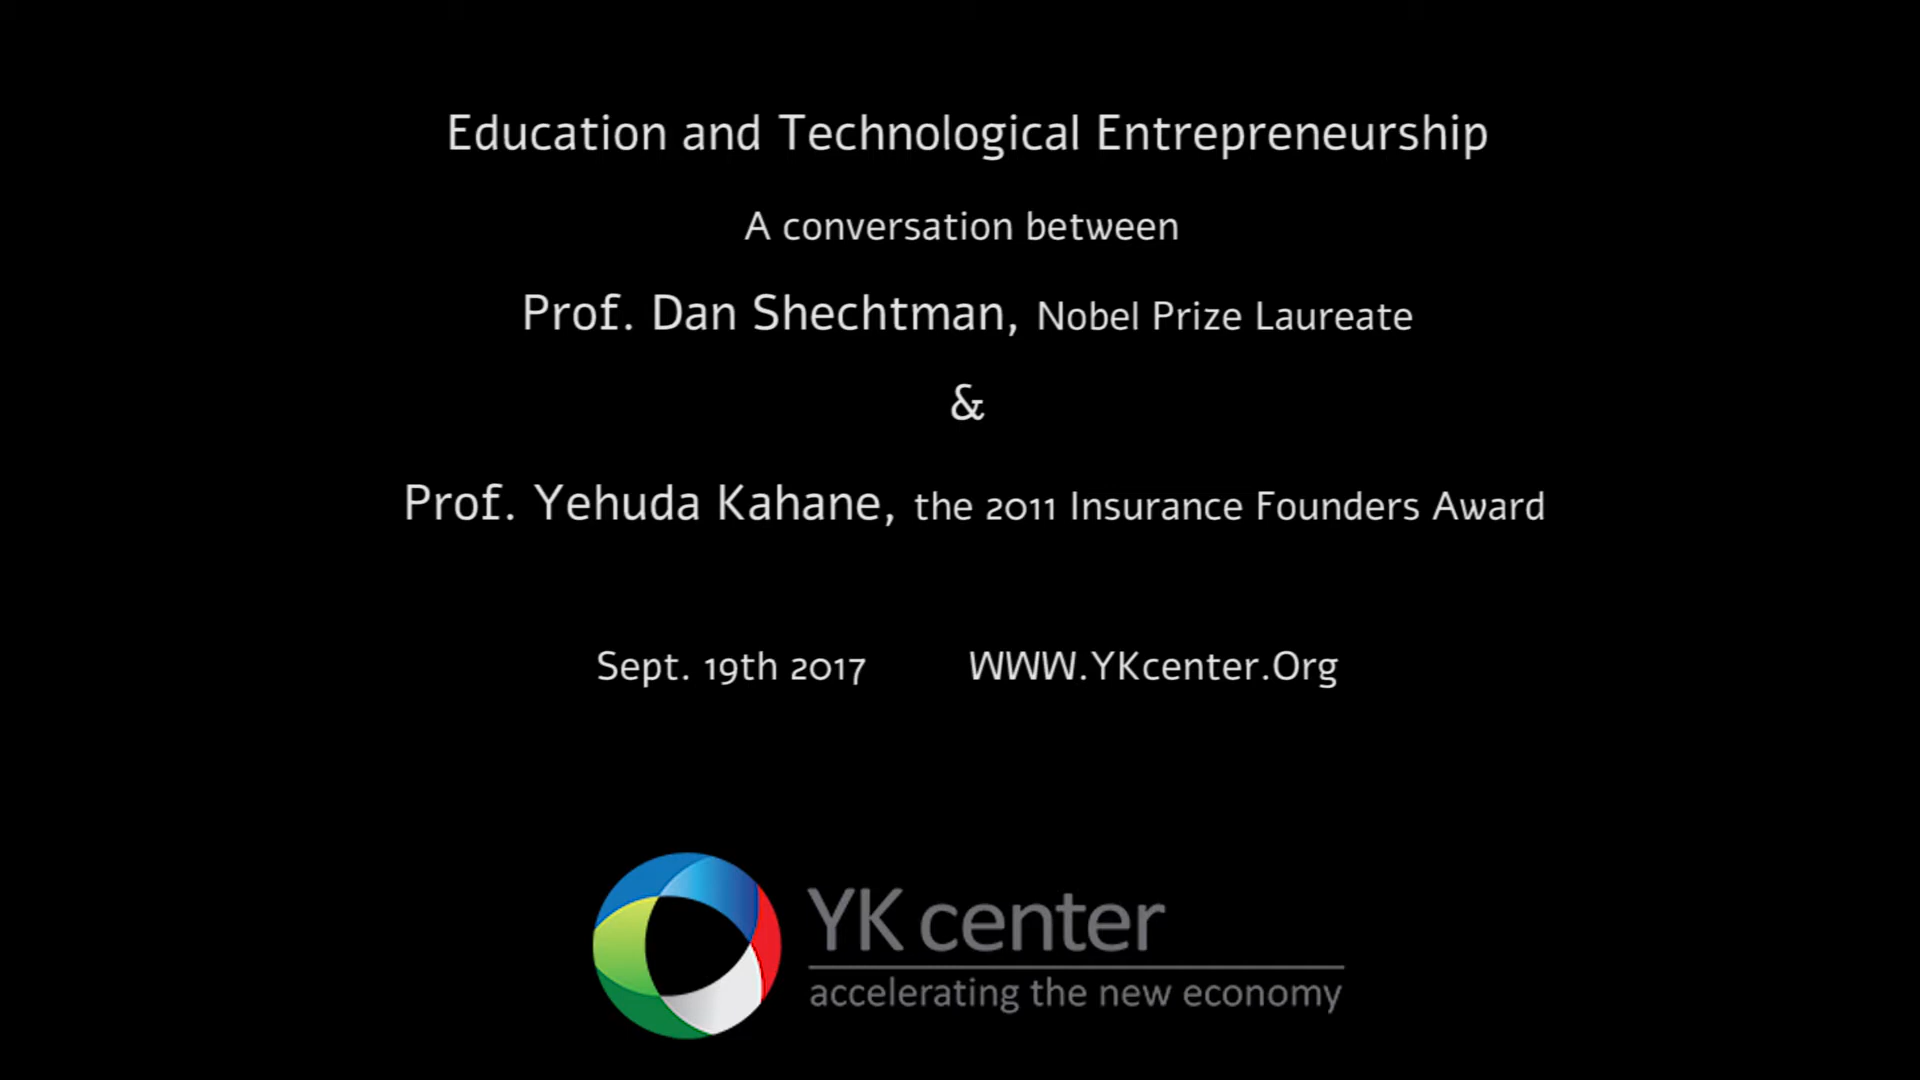 Education and Technological Entrepreneurship
A conversation between
Prof. Dan Shechtman, Nobel Prize Laureate
&
Prof. Yehuda Kahane, the 2011 Insurance Founders Award
Sept. 19th 2017 WWW.YKcenter.Org
YK center
accelerating the new economy